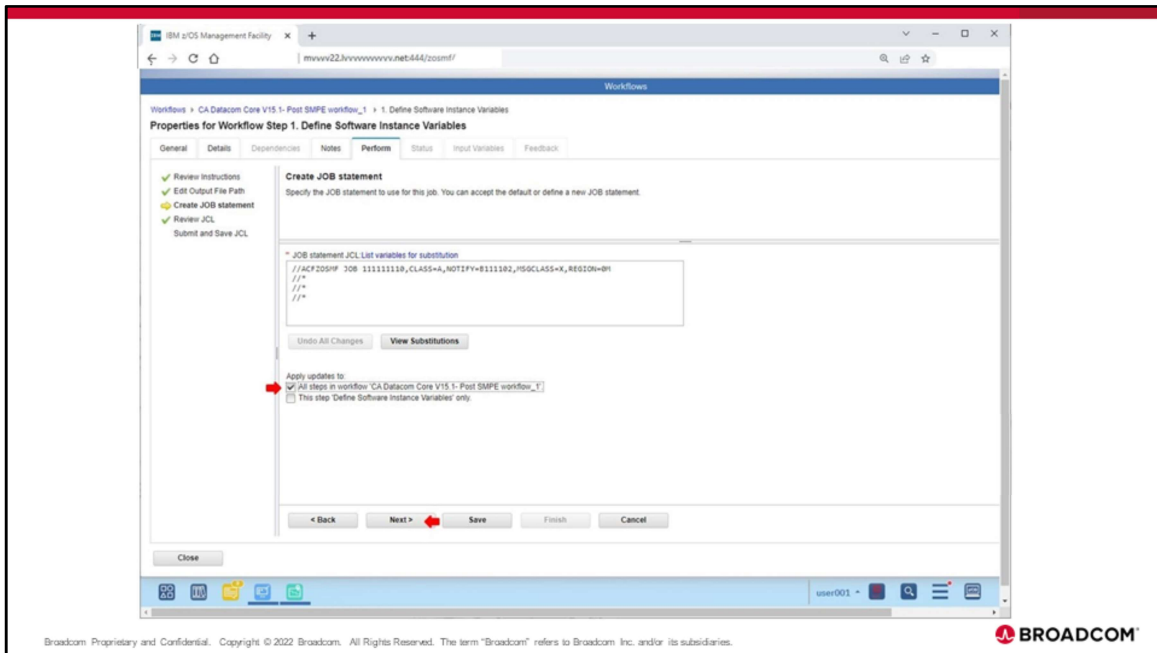 IBM z/OS Management Facility
mvvvv22.lvvvvvvvvvv.net:444/zosmf/
Workflows
Workflows › CA Datacom Core V15.1- Post SMPE workflow_1 › 1. Define Software Instance Variables
Properties for Workflow Step 1. Define Software Instance Variables
General Details Dependencies Notes Perform Status Input Variables Feedback
Review Instructions
Edit Output File Path
Create JOB statement
Review JCL
Submit and Save JCL
Create JOB statement
Specify the JOB statement to use for this job. You can accept the default or define a new JOB statement.
* JOB statement JCL:List variables for substitution
//ACFZOSMF JOB 111111110,CLASS=A,NOTIFY=B111102,MSGCLASS=X,REGION=0M
//*
//*
//*
Undo All Changes View Substitutions
Apply updates to:
All steps in workflow 'CA Datacom Core V15.1- Post SMPE workflow_1'.
This step 'Define Software Instance Variables' only.
< Back Next > Save Finish Cancel
Close
user001
Broadcom Proprietary and Confidential. Copyright © 2022 Broadcom. All Rights Reserved. The term "Broadcom" refers to Broadcom Inc. and/or its subsidiaries.
BROADCOM®